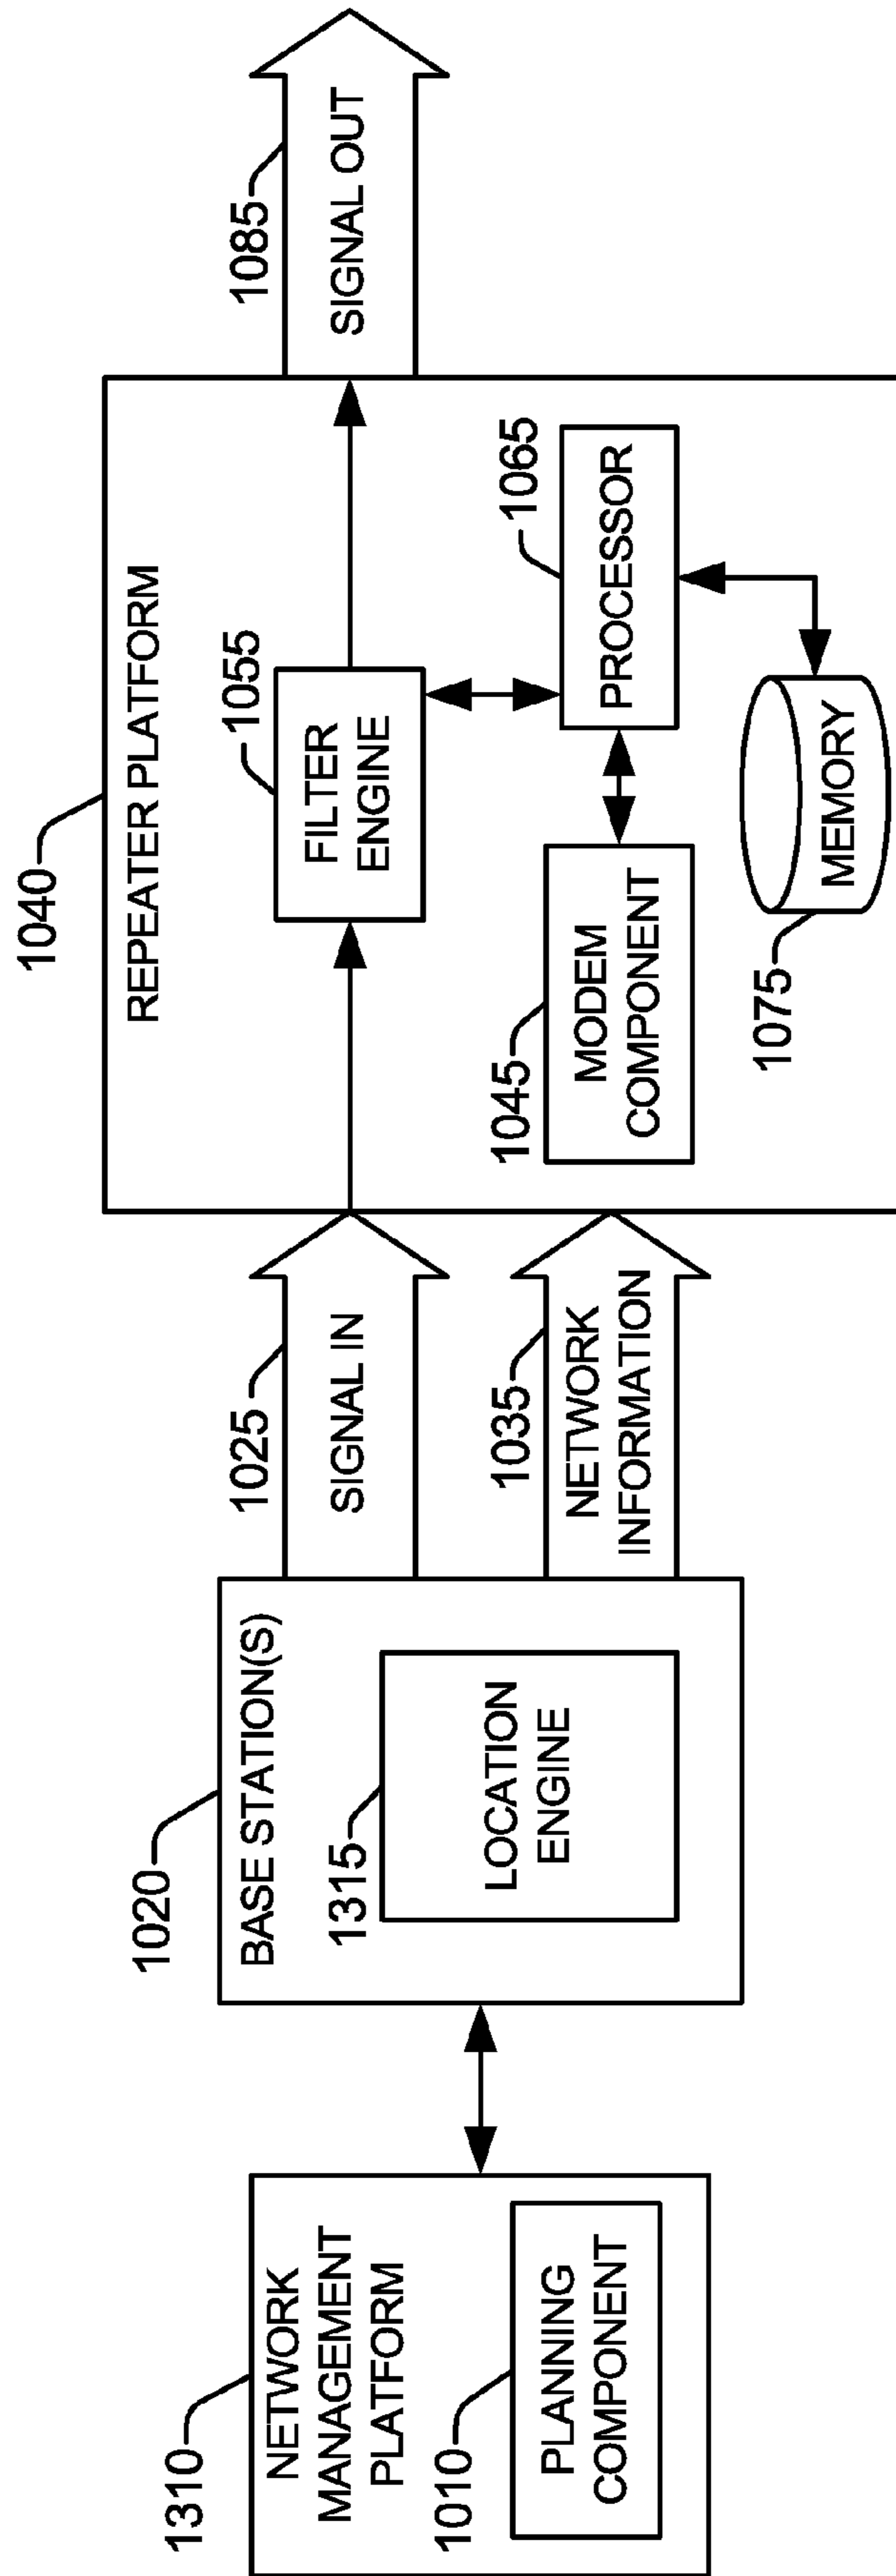 1310
NETWORK
MANAGEMENT
PLATFORM
1010
PLANNING
COMPONENT
1020
BASE STATION(S)
1315
LOCATION
ENGINE
1025
SIGNAL IN
1035
NETWORK
INFORMATION
1040
REPEATER PLATFORM
1055
FILTER
ENGINE
1045
MODEM
COMPONENT
1065
PROCESSOR
1075
MEMORY
1085
SIGNAL OUT